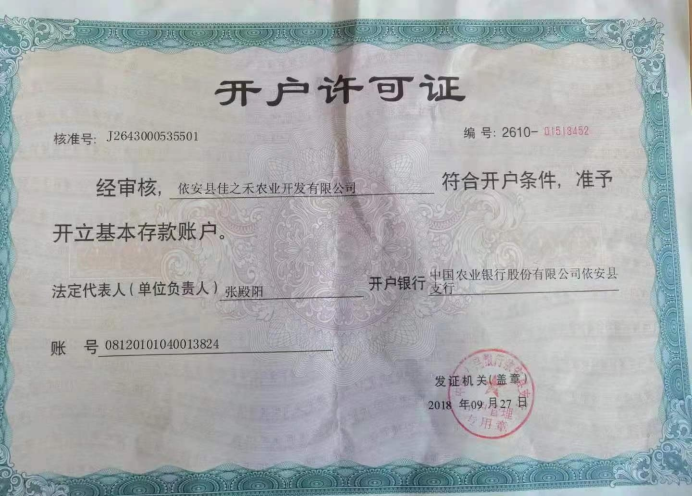 开户许可证
核准号: J2643000535501 编号: 2610-01513452
经审核, 依安县佳之禾农业开发有限公司 符合开户条件, 准予
开立基本存款账户。
法定代表人(单位负责人) 张殿阳 开户银行 中国农业银行股份有限公司依安县
支行
账 号 08120101040013824
发证机关(盖章)
2018 年09 月27 日
专用章